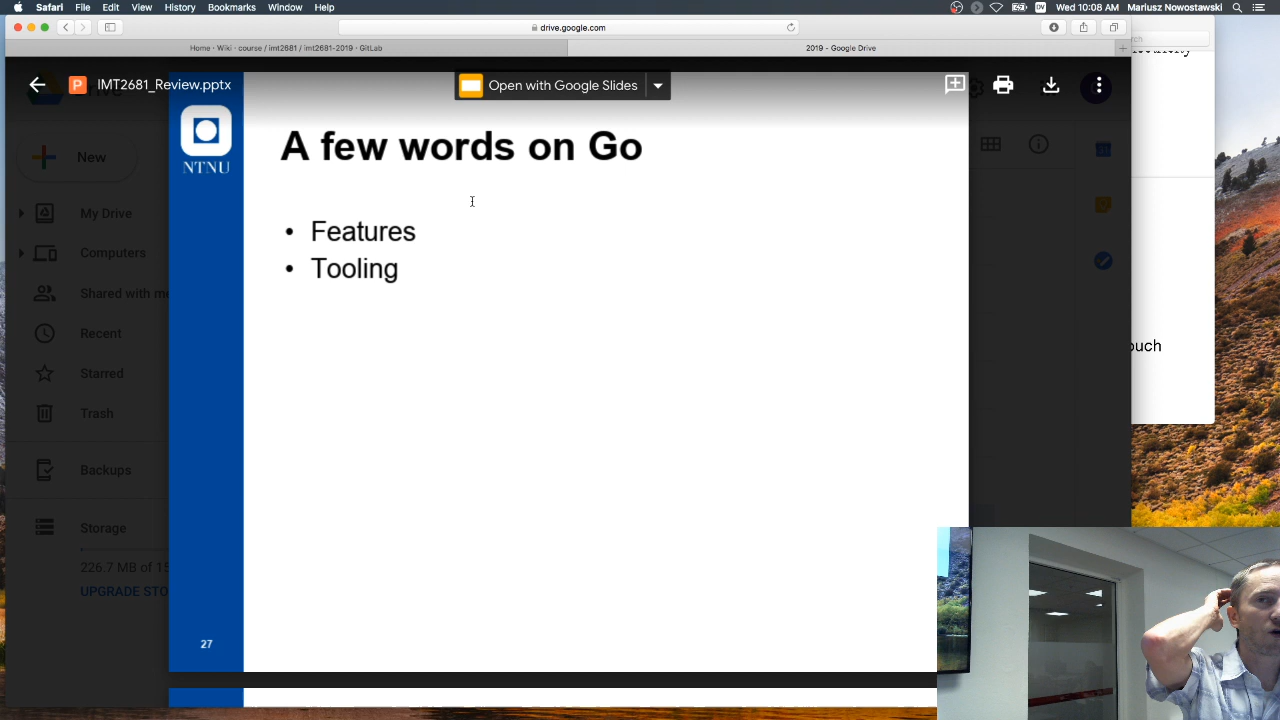 Safari File Edit View History Bookmarks Window Help
Wed 10:08 AM Mariusz Nowostawski
drive.google.com
Home · Wiki · course / imt2681 / imt2681-2019 · GitLab
2019 - Google Drive
IMT2681_Review.pptx
Open with Google Slides
NTNU
A few words on Go
• Features
• Tooling
New
My Drive
Computers
Shared with me
Recent
Starred
Trash
Backups
Storage
226.7 MB of 15
UPGRADE STO
ouch
27